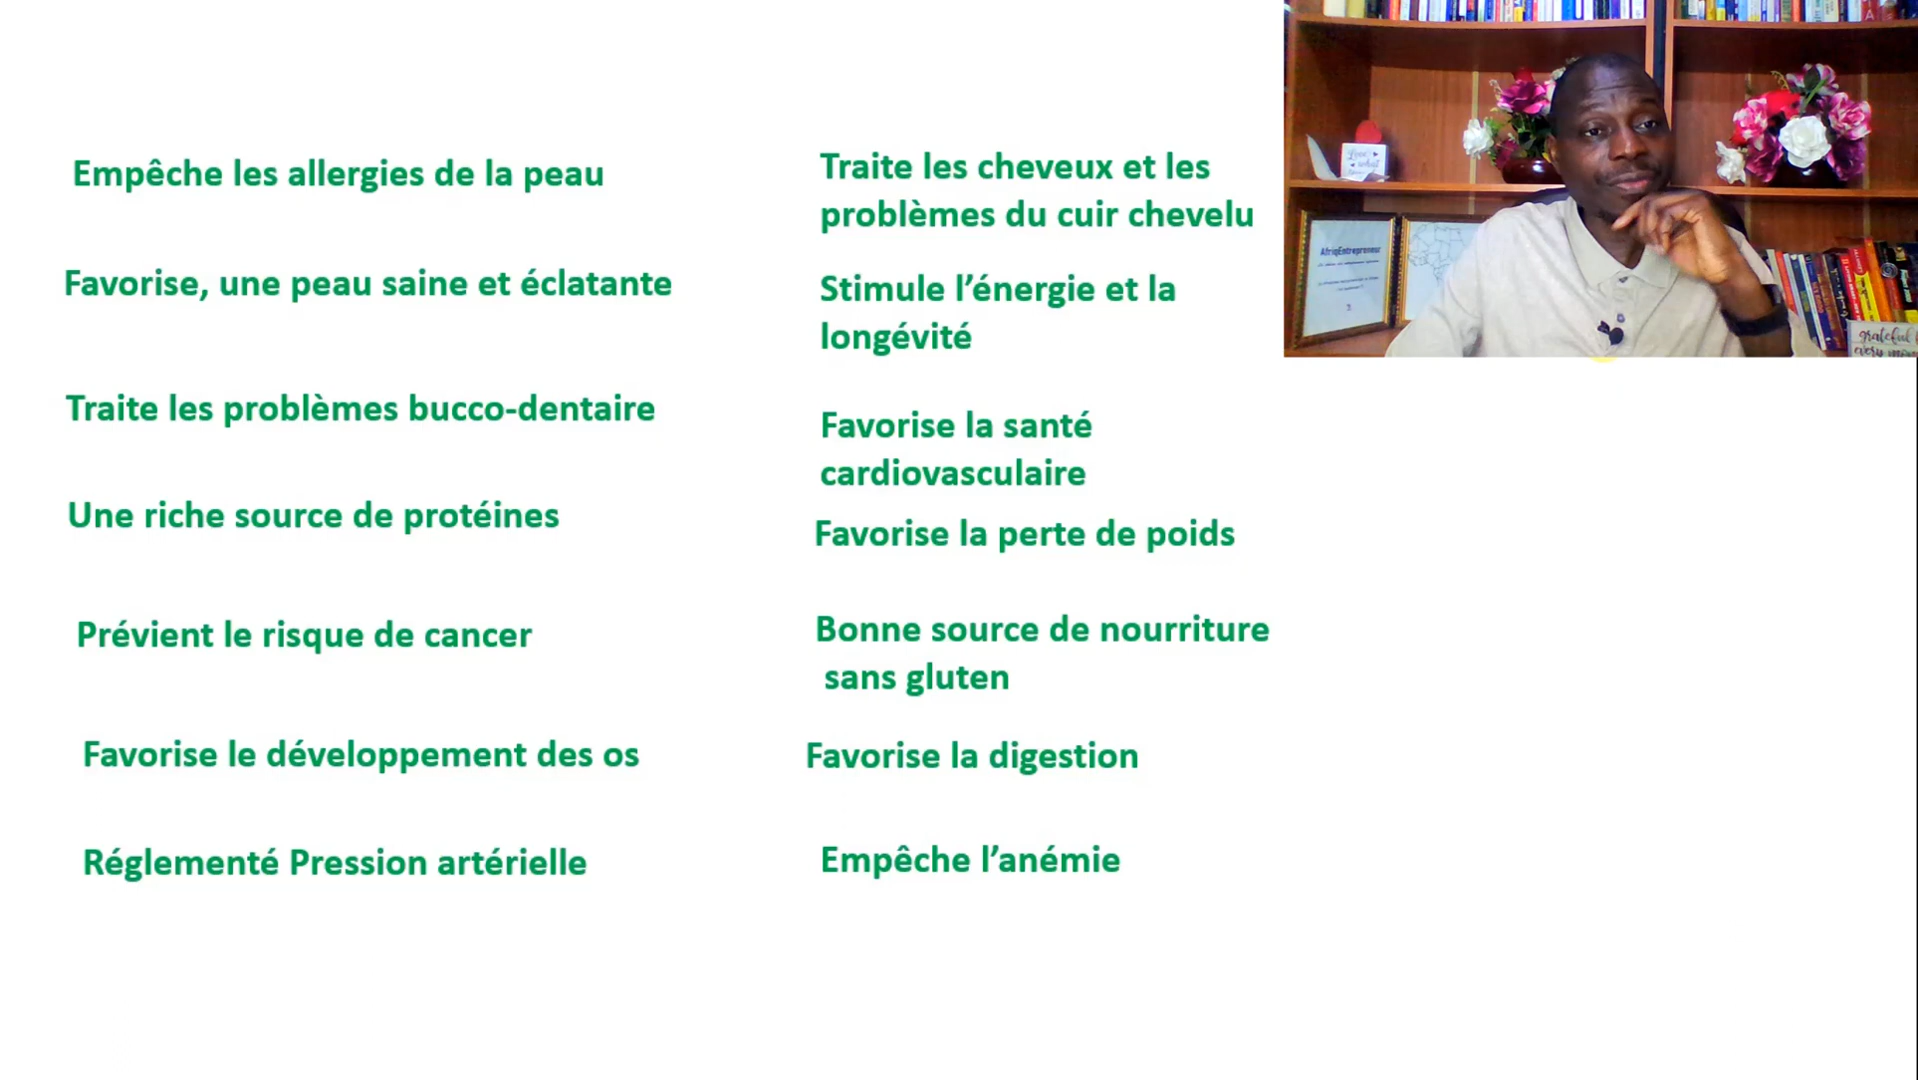 Empêche les allergies de la peau
Favorise, une peau saine et éclatante
Traite les problèmes bucco-dentaire
Une riche source de protéines
Prévient le risque de cancer
Favorise le développement des os
Réglementé Pression artérielle
Traite les cheveux et les
problèmes du cuir chevelu
Stimule l’énergie et la
longévité
Favorise la santé
cardiovasculaire
Favorise la perte de poids
Bonne source de nourriture
sans gluten
Favorise la digestion
Empêche l’anémie
AfriqEntrepreneur
grateful
every